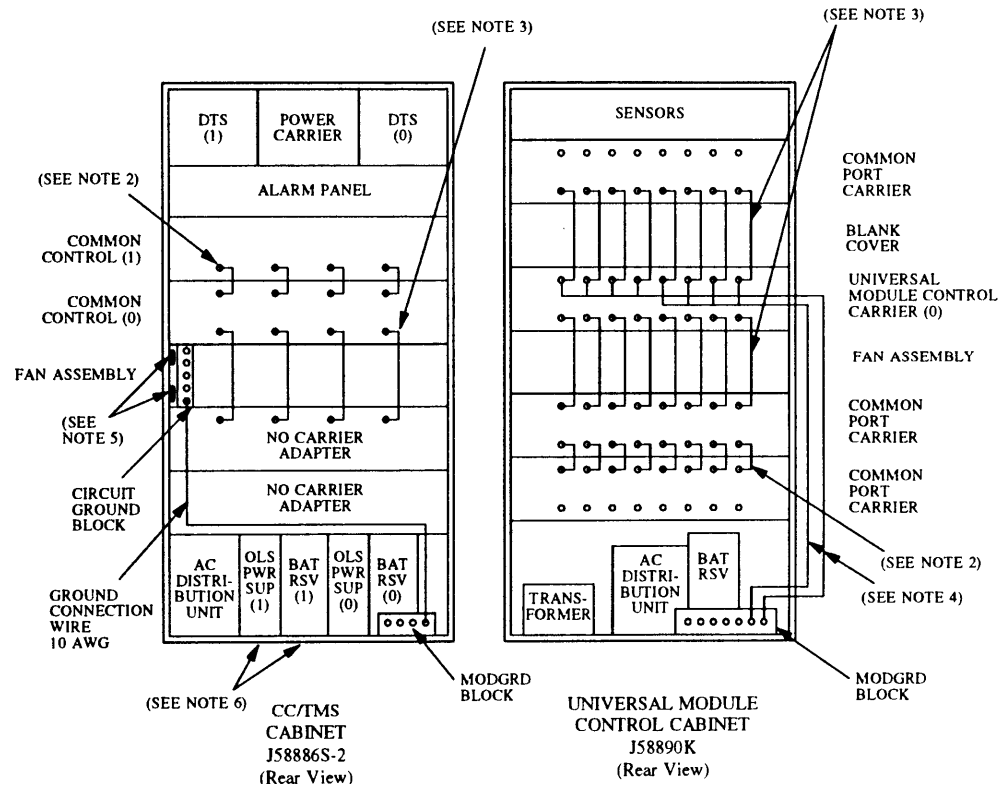 (SEE NOTE 3)
(SEE NOTE 3)
DTS
(1)
POWER
CARRIER
DTS
(0)
(SEE NOTE 2)
ALARM PANEL
COMMON
CONTROL (1)
COMMON
CONTROL (0)
FAN ASSEMBLY
(SEE
NOTE 5)
NO CARRIER
ADAPTER
CIRCUIT
GROUND
BLOCK
NO CARRIER
ADAPTER
GROUND
CONNECTION
WIRE
10 AWG
AC
DISTRI-
BUTION
UNIT
OLS
PWR
SUP
(1)
BAT
RSV
(1)
OLS
PWR
SUP
(0)
BAT
RSV
(0)
(SEE NOTE 6)
MODGRD
BLOCK
CC/TMS
CABINET
J58886S-2
(Rear View)
SENSORS
COMMON
PORT
CARRIER
BLANK
COVER
UNIVERSAL
MODULE CONTROL
CARRIER (0)
FAN ASSEMBLY
COMMON
PORT
CARRIER
COMMON
PORT
CARRIER
(SEE NOTE 2)
(SEE NOTE 4)
TRANS-
FORMER
AC
DISTRI-
BUTION
UNIT
BAT
RSV
MODGRD
BLOCK
UNIVERSAL MODULE
CONTROL CABINET
J58890K
(Rear View)